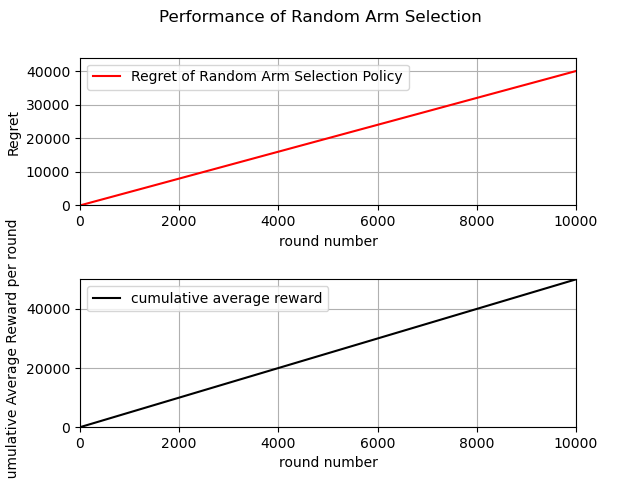 Performance of Random Arm Selection
Regret of Random Arm Selection Policy
Regret
40000
30000
20000
10000
0
0 2000 4000 6000 8000 10000
round number
cumulative average reward
umulative Average Reward per round
40000
20000
0
0 2000 4000 6000 8000 10000
round number